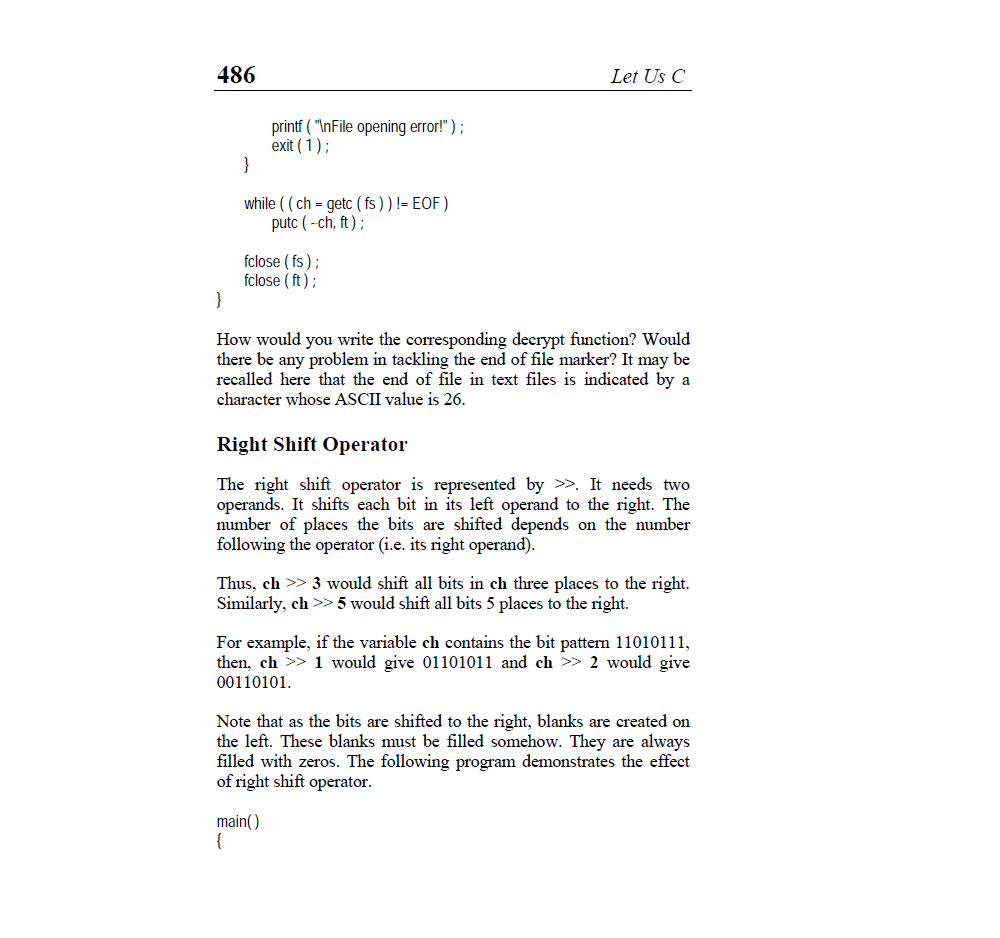 486 Let Us C
printf ( "\nFile opening error!" ) ;
exit ( 1 ) ;
}
while ( ( ch = getc ( fs ) ) != EOF )
putc ( ~ch, ft ) ;
fclose ( fs ) ;
fclose ( ft ) ;
}
How would you write the corresponding decrypt function? Would
there be any problem in tackling the end of file marker? It may be
recalled here that the end of file in text files is indicated by a
character whose ASCII value is 26.
Right Shift Operator
The right shift operator is represented by >>. It needs two
operands. It shifts each bit in its left operand to the right. The
number of places the bits are shifted depends on the number
following the operator (i.e. its right operand).
Thus, ch >> 3 would shift all bits in ch three places to the right.
Similarly, ch >> 5 would shift all bits 5 places to the right.
For example, if the variable ch contains the bit pattern 11010111,
then, ch >> 1 would give 01101011 and ch >> 2 would give
00110101.
Note that as the bits are shifted to the right, blanks are created on
the left. These blanks must be filled somehow. They are always
filled with zeros. The following program demonstrates the effect
of right shift operator.
main( )
{